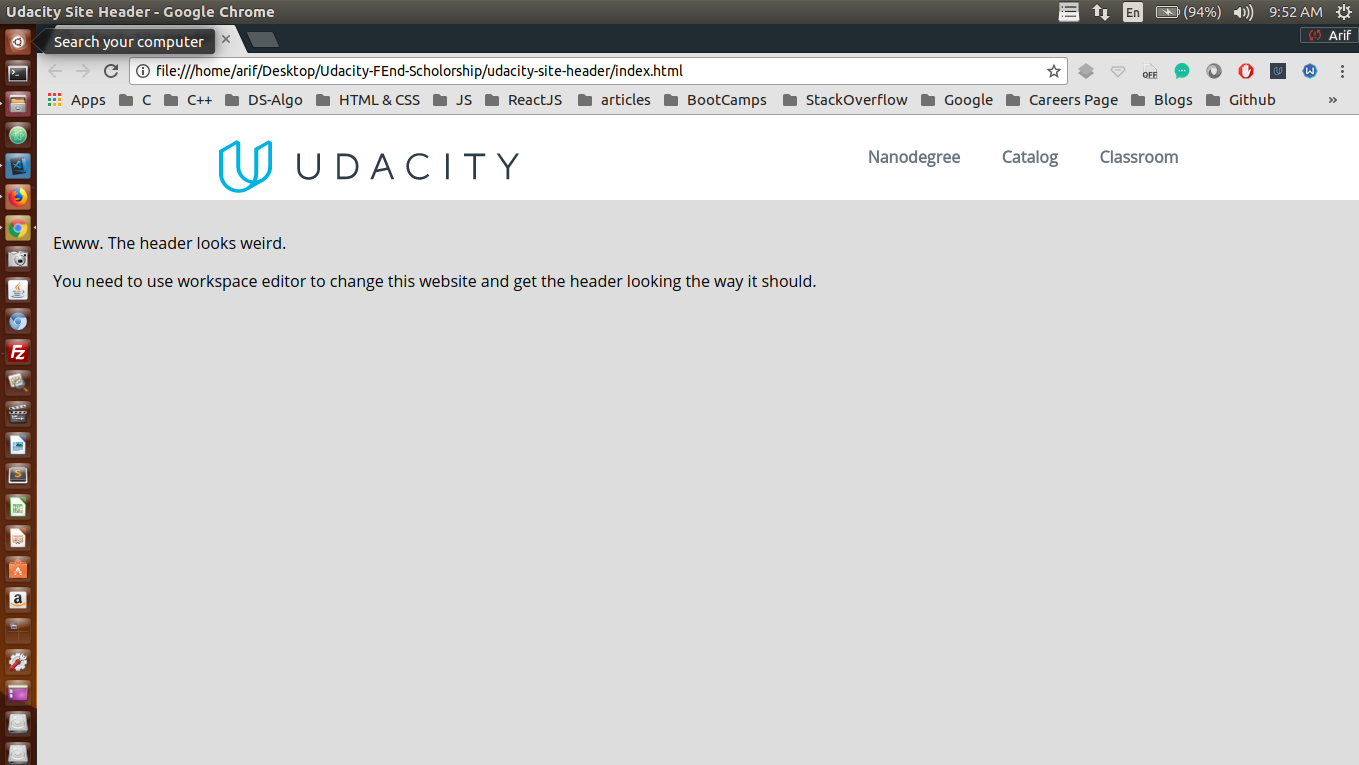 Udacity Site Header - Google Chrome
En (94%) 9:52 AM
Search your computer
Arif
file:///home/arif/Desktop/Udacity-FEnd-Scholorship/udacity-site-header/index.html
OFF
Apps C C++ DS-Algo HTML & CSS JS ReactJS articles BootCamps StackOverflow Google Careers Page Blogs Github »
UDACITY Nanodegree Catalog Classroom
Ewww. The header looks weird.
You need to use workspace editor to change this website and get the header looking the way it should.